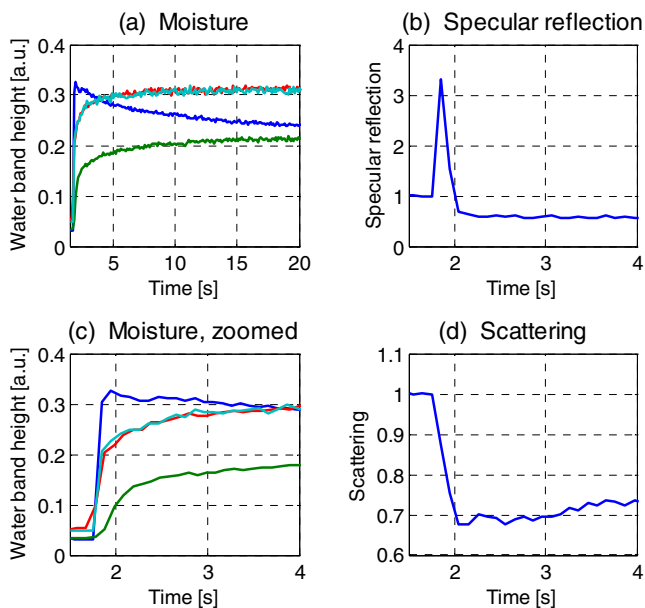 (a) Moisture
Water band height [a.u.]
0.4
0.3
0.2
0.1
0
5 10 15 20
Time [s]
(b) Specular reflection
Specular reflection
4
3
2
1
0
2 3 4
Time [s]
(c) Moisture, zoomed
Water band height [a.u.]
0.4
0.3
0.2
0.1
0
2 3 4
Time [s]
(d) Scattering
Scattering
1.1
1
0.9
0.8
0.7
0.6
2 3 4
Time [s]